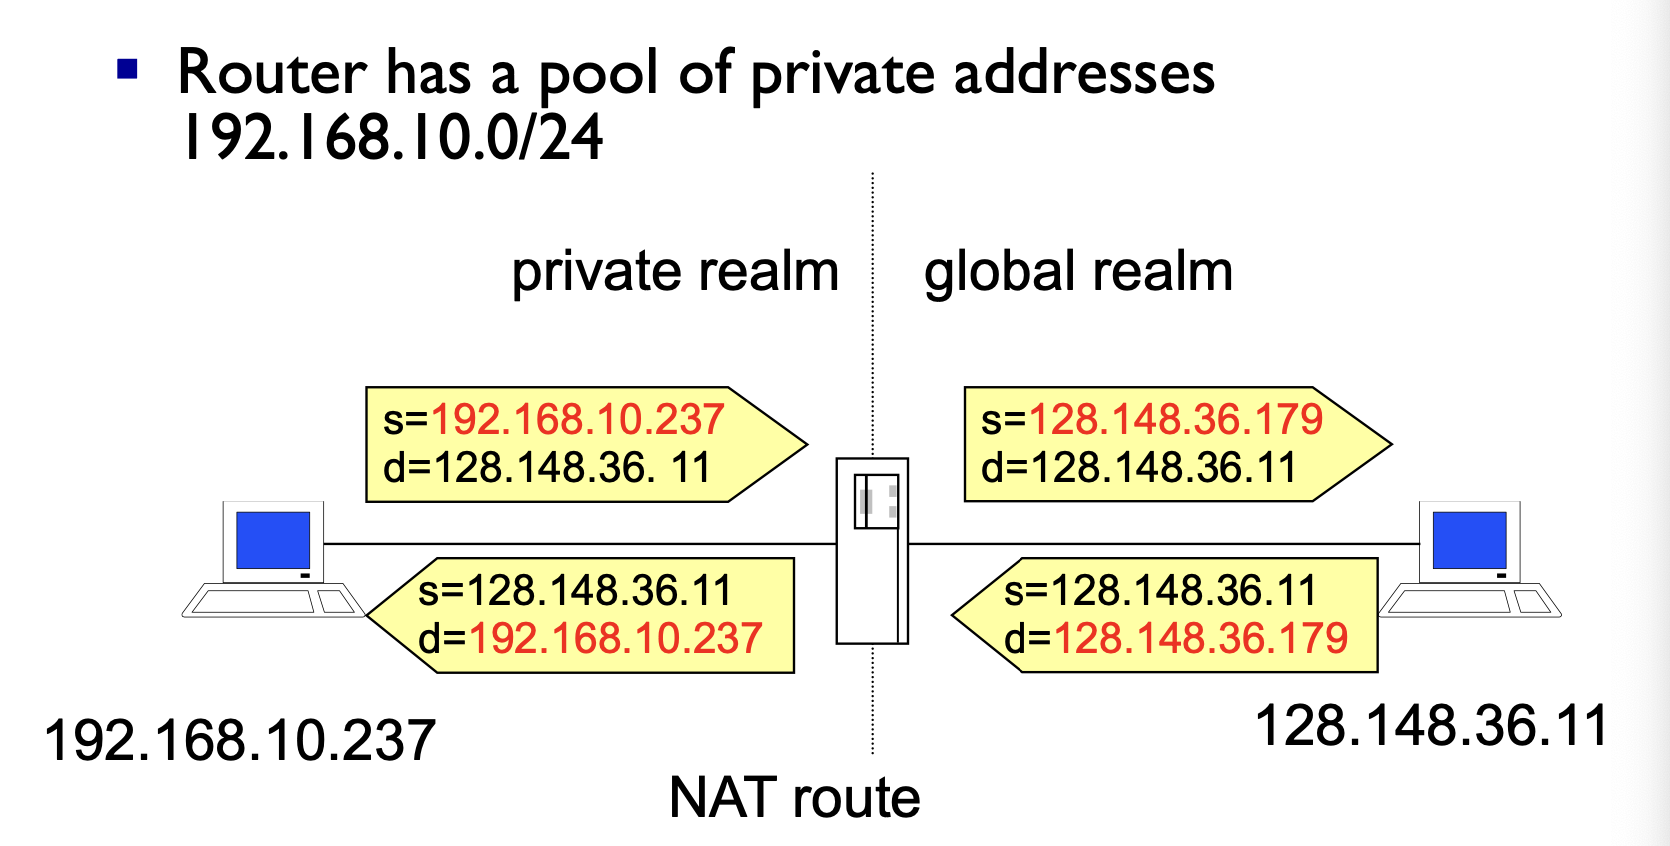 Router has a pool of private addresses
192.168.10.0/24
private realm
global realm
s=192.168.10.237
d=128.148.36. 11
s=128.148.36.179
d=128.148.36.11
s=128.148.36.11
d=192.168.10.237
s=128.148.36.11
d=128.148.36.179
192.168.10.237
128.148.36.11
NAT route